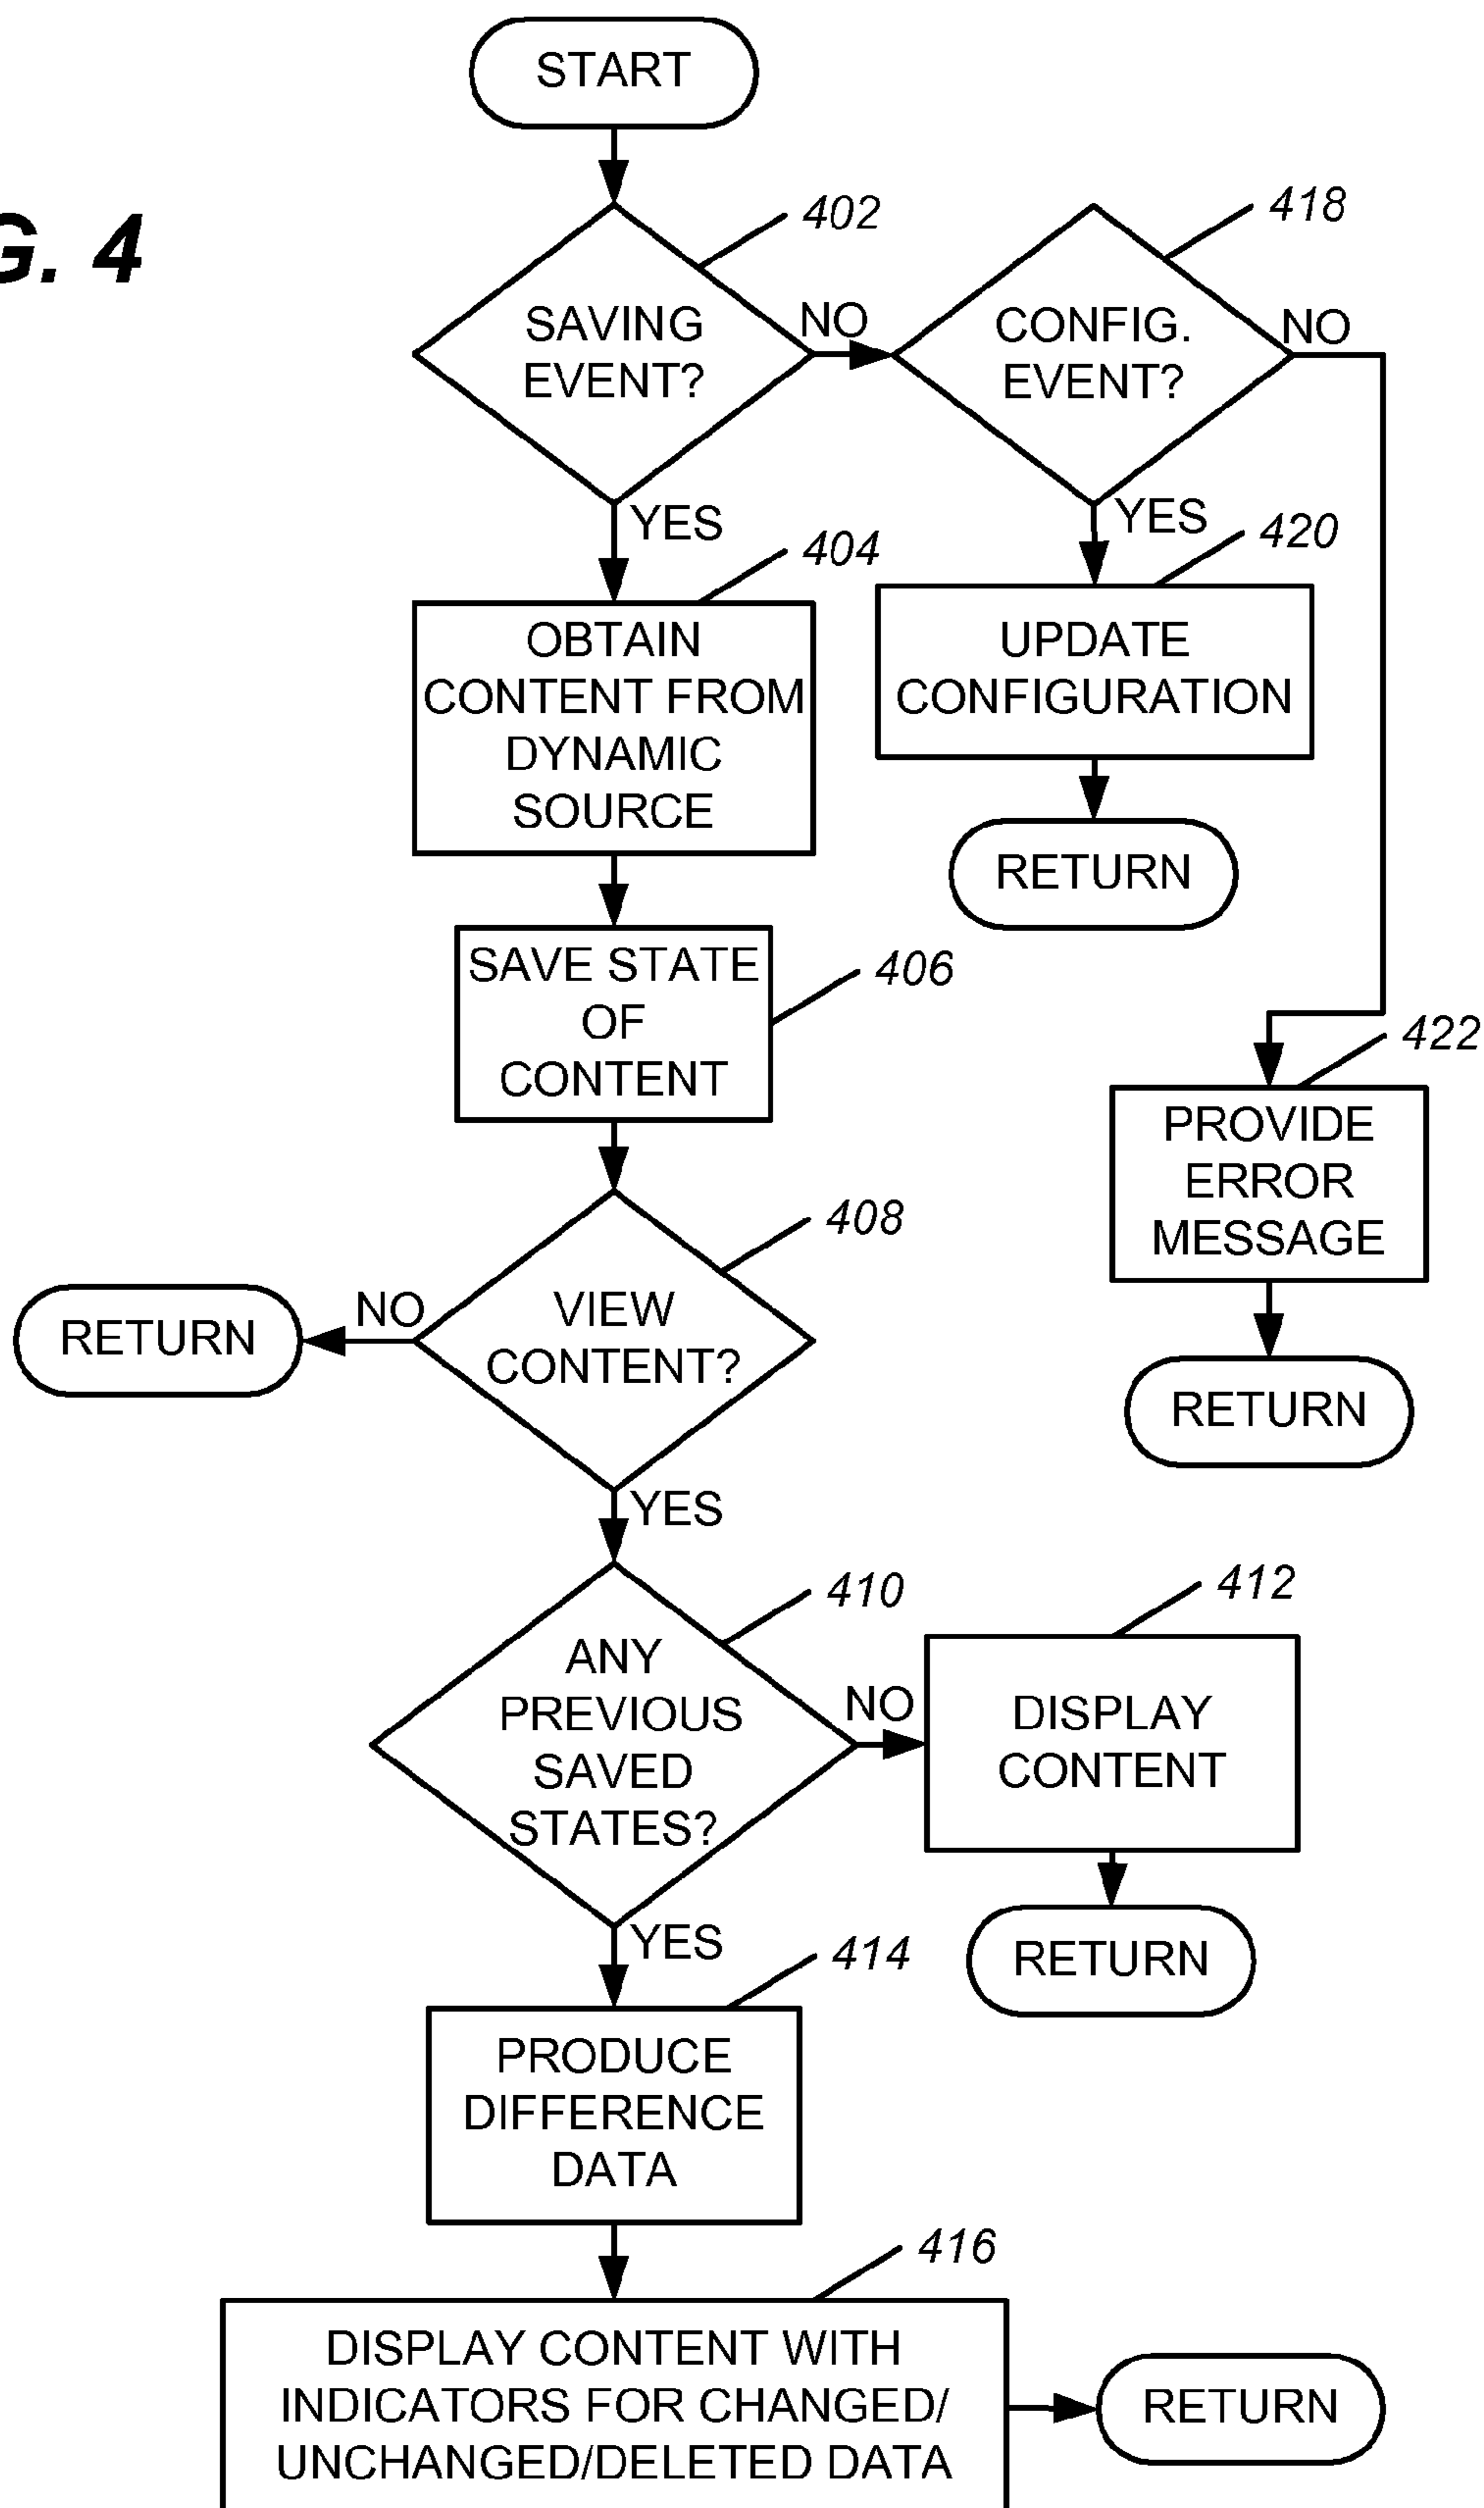 START
G. 4
402
418
SAVING
EVENT?
NO
CONFIG.
EVENT?
NO
YES
YES
404
420
OBTAIN
CONTENT FROM
DYNAMIC
SOURCE
UPDATE
CONFIGURATION
RETURN
SAVE STATE
OF
CONTENT
406
422
PROVIDE
ERROR
MESSAGE
408
RETURN
NO
VIEW
CONTENT?
RETURN
YES
410
412
ANY
PREVIOUS
SAVED
STATES?
NO
DISPLAY
CONTENT
YES
RETURN
414
PRODUCE
DIFFERENCE
DATA
416
DISPLAY CONTENT WITH
INDICATORS FOR CHANGED/
UNCHANGED/DELETED DATA
RETURN